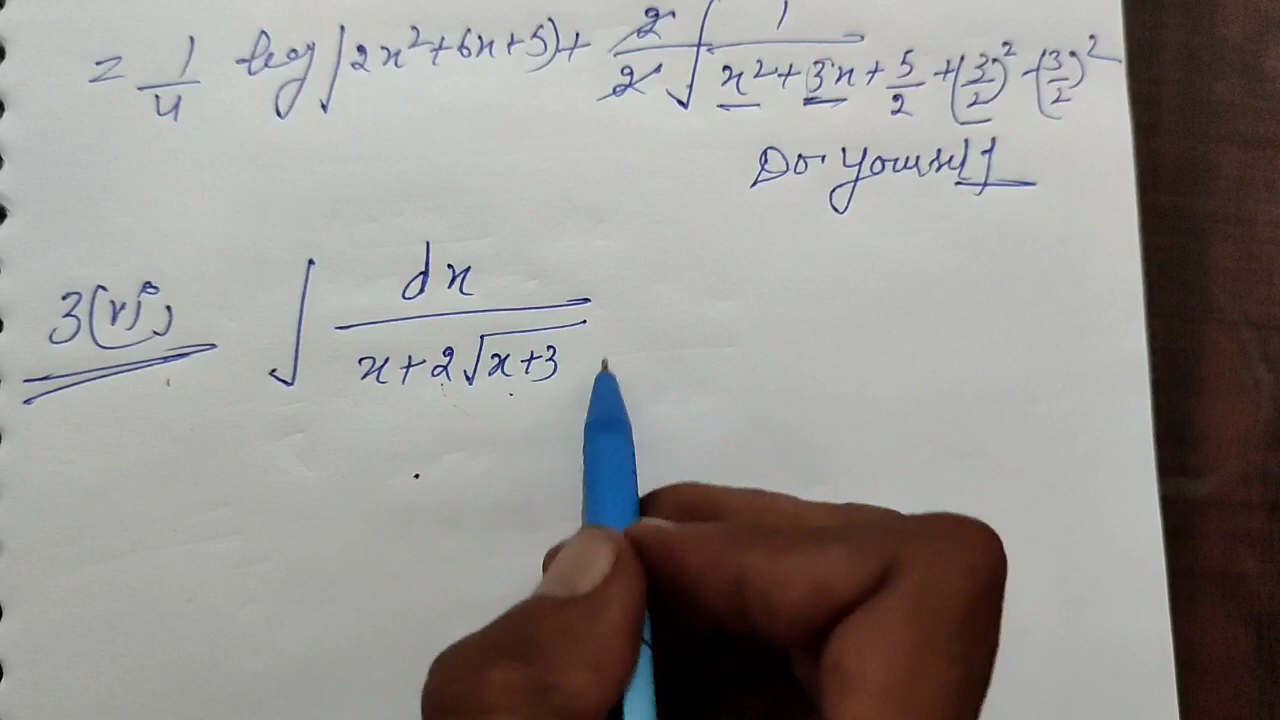 = 1/4 log|2x²+6x+5)+ 2/2 ∫ 1/(x²+3x+5/2+(3/2)²-(3/2)²)
Do Yourself
3(v) ∫ dx/(x+2√(x+3))